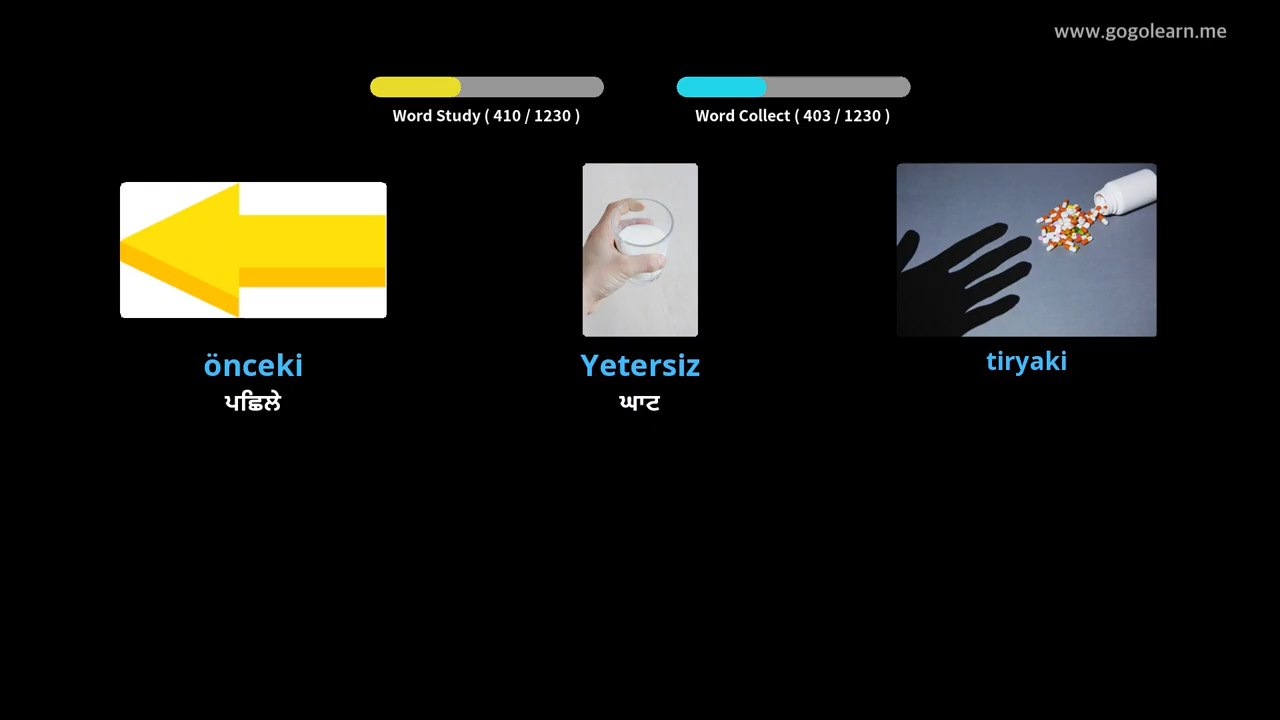 www.gogolearn.me
Word Study ( 410 / 1230 )
Word Collect ( 403 / 1230 )
önceki
ਪਛਿਲੇ
Yetersiz
ਘਾਟ
tiryaki